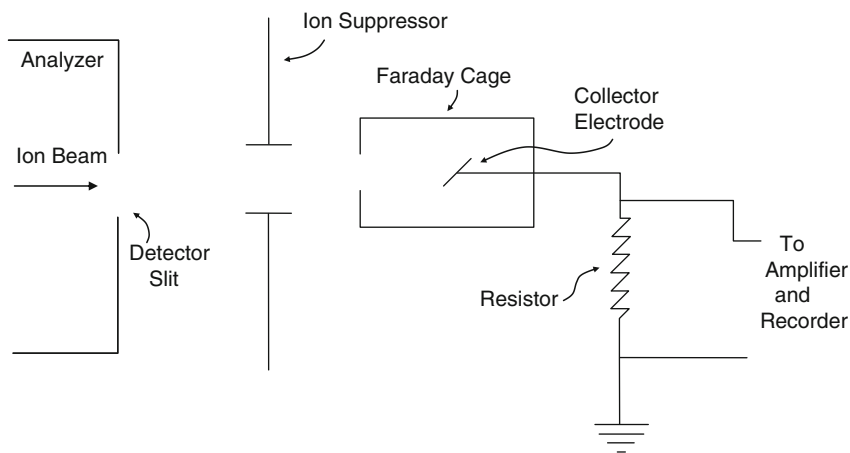 Ion Suppressor
Analyzer
Faraday Cage
Collector
Electrode
Ion Beam
Detector
Slit
Resistor
To
Amplifier
and
Recorder